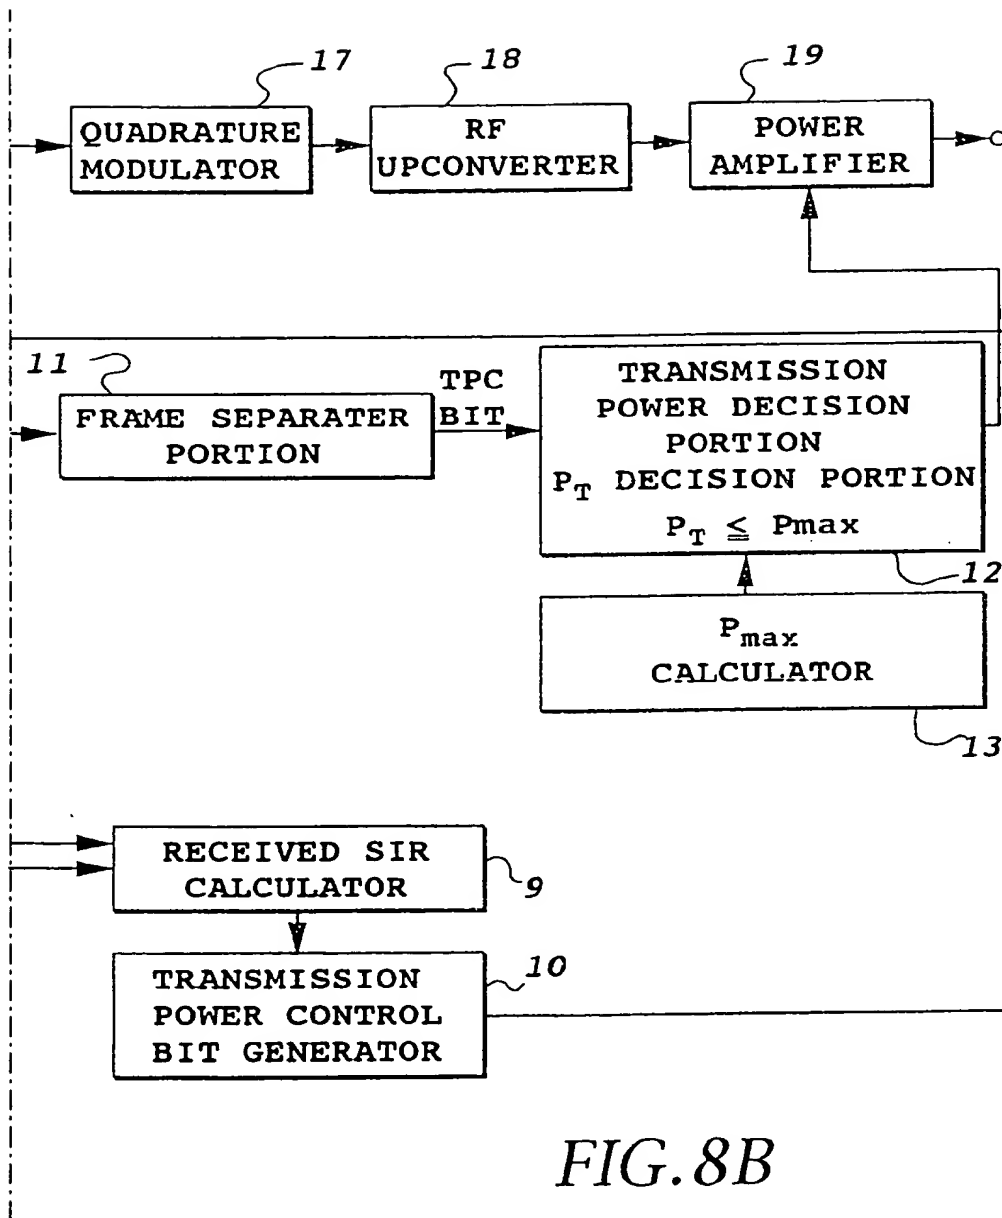 17
18
19
QUADRATURE
MODULATOR
RF
UPCONVERTER
POWER
AMPLIFIER
11
FRAME SEPARATER
PORTION
TPC
BIT
TRANSMISSION
POWER DECISION
PORTION
P_T DECISION PORTION
P_T ≦ Pmax
12
P_max
CALCULATOR
13
RECEIVED SIR
CALCULATOR
9
TRANSMISSION
POWER CONTROL
BIT GENERATOR
10
FIG. 8B